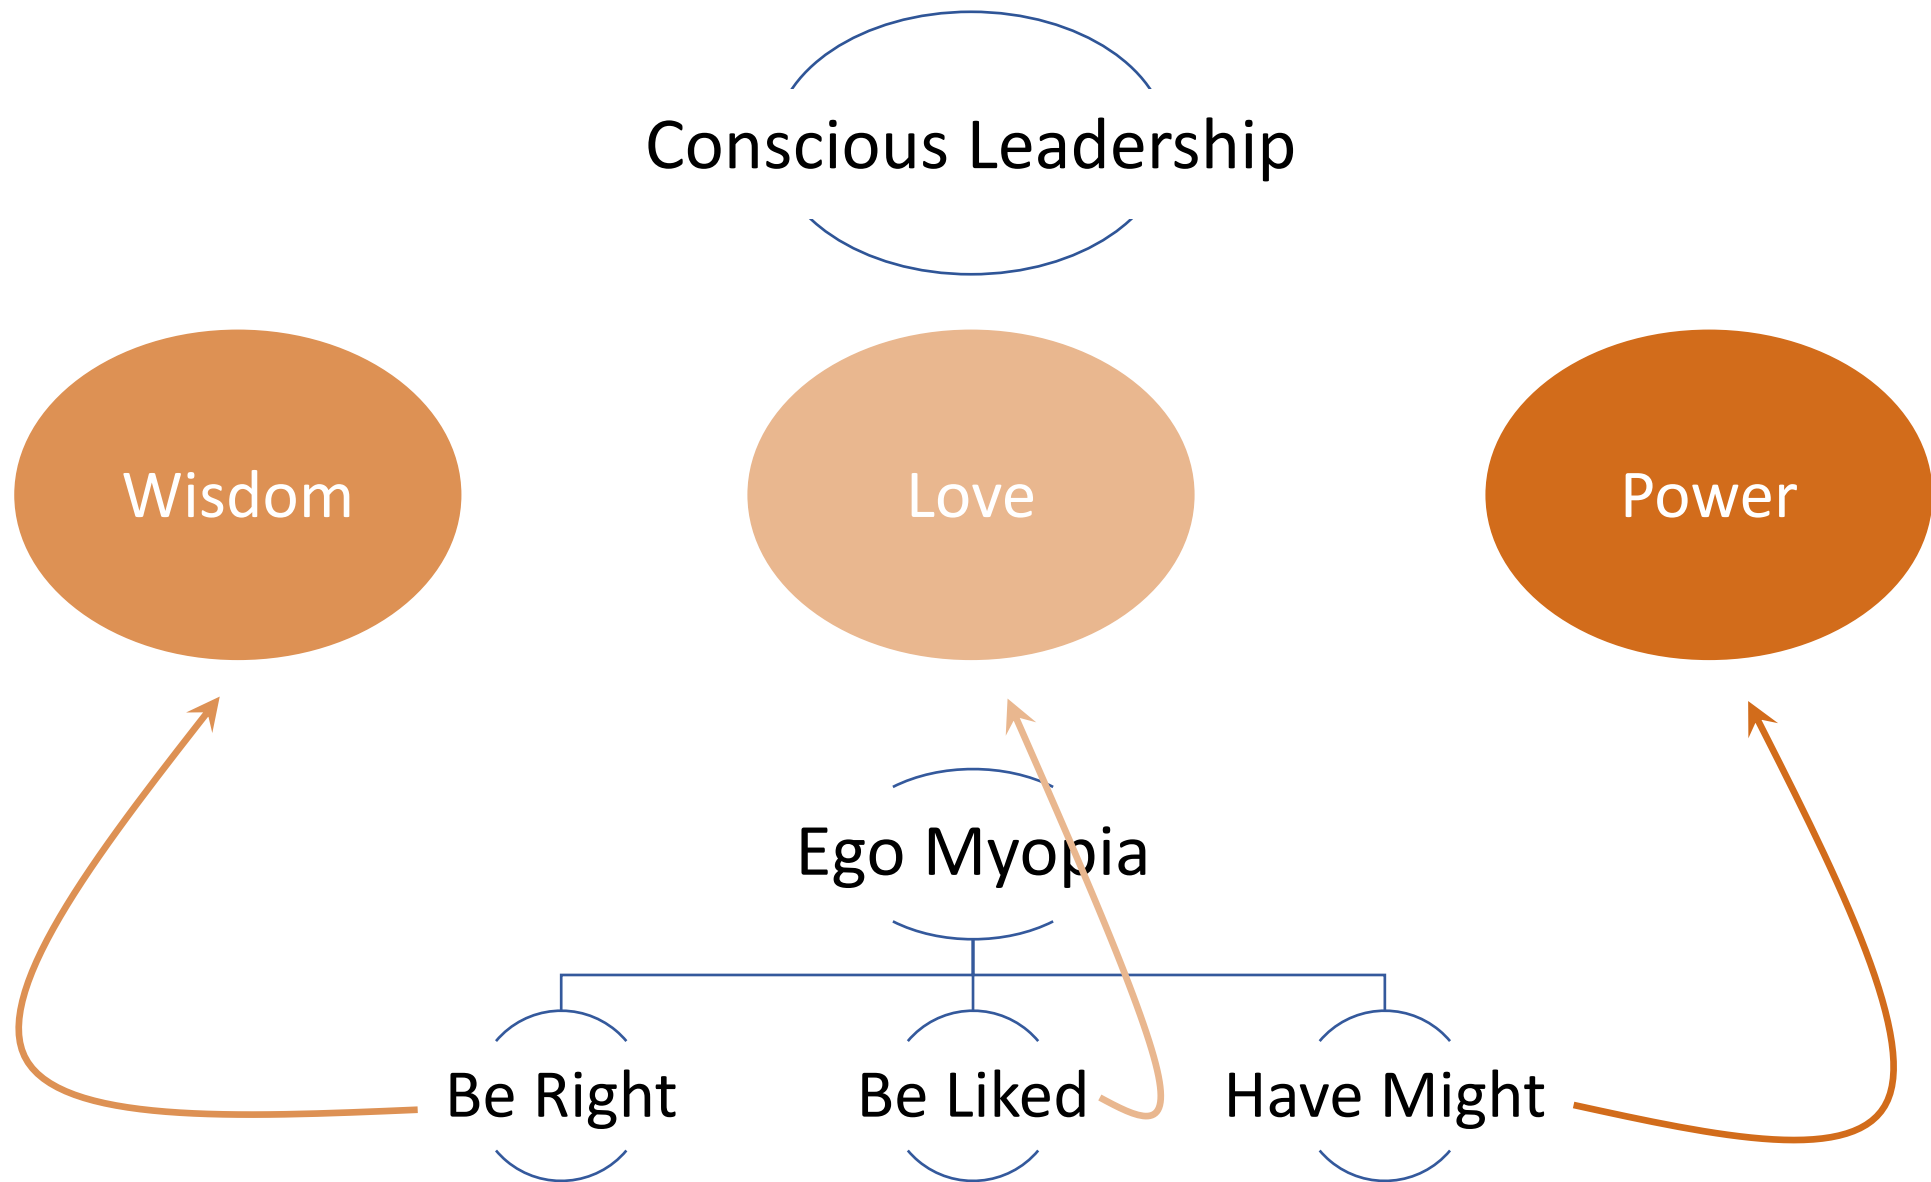 Conscious Leadership
Wisdom
Love
Power
Ego Myopia
Be Right
Be Liked
Have Might